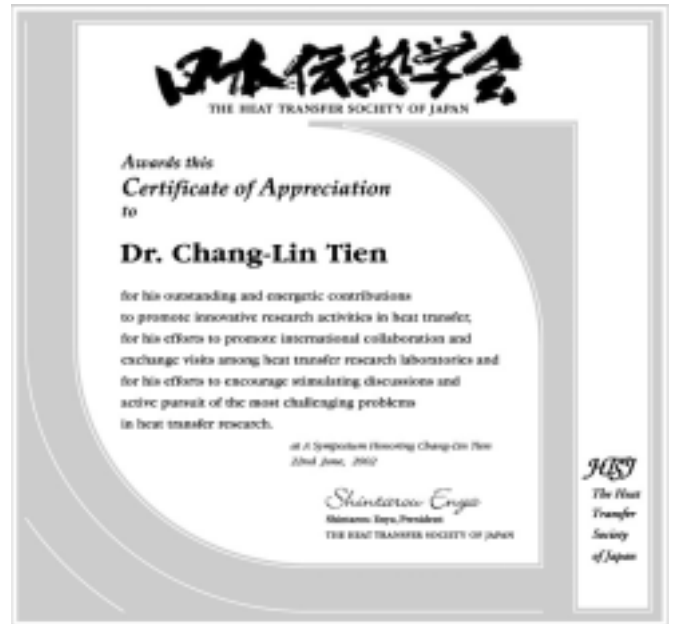 日本伝熱学会
THE HEAT TRANSFER SOCIETY OF JAPAN
Awards this
Certificate of Appreciation
to
Dr. Chang-Lin Tien
for his outstanding and energetic contributions
to promote innovative research activities in heat transfer,
for his efforts to promote international collaboration and
exchange visits among heat transfer research laboratories and
for his efforts to encourage stimulating discussions and
active pursuit of the most challenging problems
in heat transfer research.
at A Symposium Honoring Chang-Lin Tien
22nd June, 2002
Shintarou Enya
Shintarou Enya, President
THE HEAT TRANSFER SOCIETY OF JAPAN
HTSJ
The Heat
Transfer
Society
of Japan